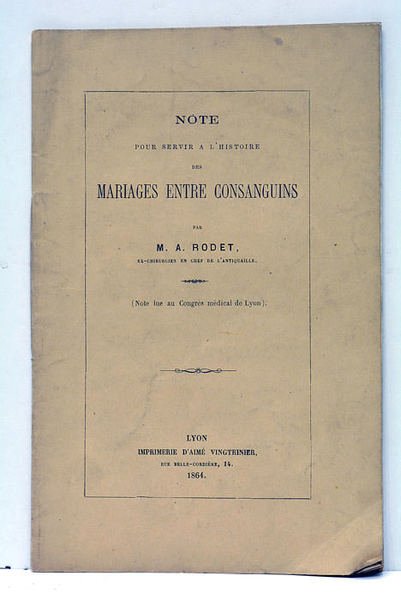 NOTE
POUR SERVIR A L'HISTOIRE
DES
MARIAGES ENTRE CONSANGUINS
PAR
M. A. RODET,
EX-CHIRURGIEN EN CHEF DE L'ANTIQUAILLE.
(Note lue au Congrès médical de Lyon).
LYON
IMPRIMERIE D'AIMÉ VINGTRINIER,
RUE BELLE-CORDIÈRE, 14.
1864.